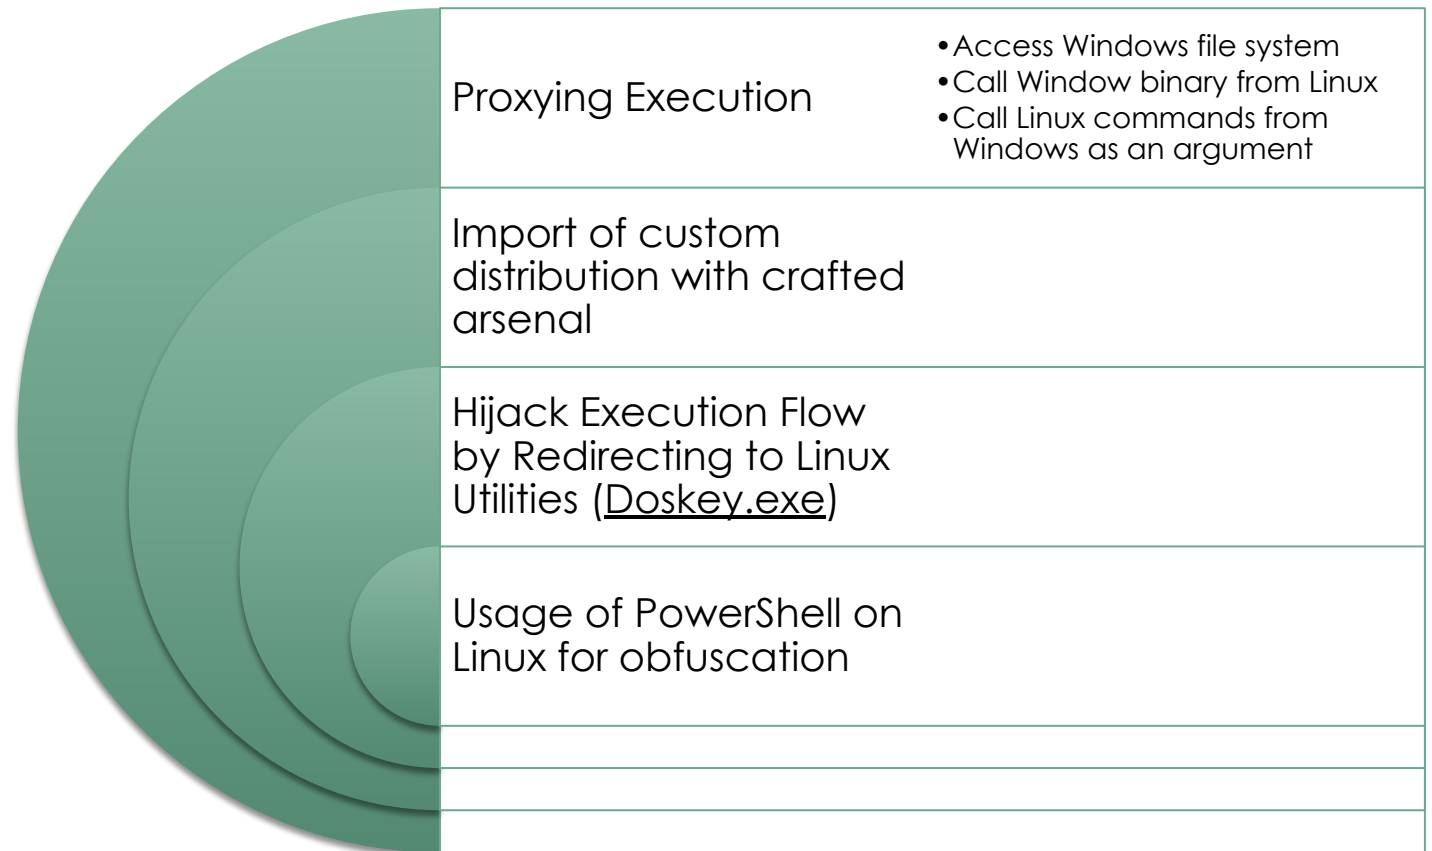 Proxying Execution
•Access Windows file system
•Call Window binary from Linux
•Call Linux commands from
Windows as an argument
Import of custom
distribution with crafted
arsenal
Hijack Execution Flow
by Redirecting to Linux
Utilities (Doskey.exe)
Usage of PowerShell on
Linux for obfuscation